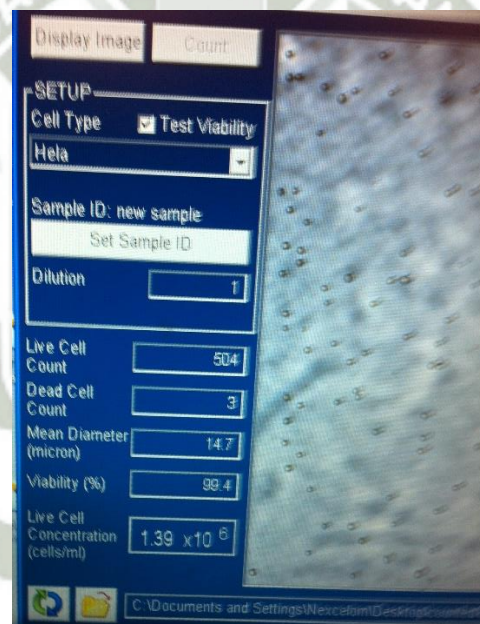 Display Image Count
SETUP
Cell Type Test Viability
Hela
Sample ID: new sample
Set Sample ID
Dilution 1
Live Cell
Count 504
Dead Cell
Count 3
Mean Diameter
(micron) 14.7
Viability (%) 99.4
Live Cell
Concentration
(cells/ml) 1.39 x10 6
C:\Documents and Settings\Nexcelom\Desktop